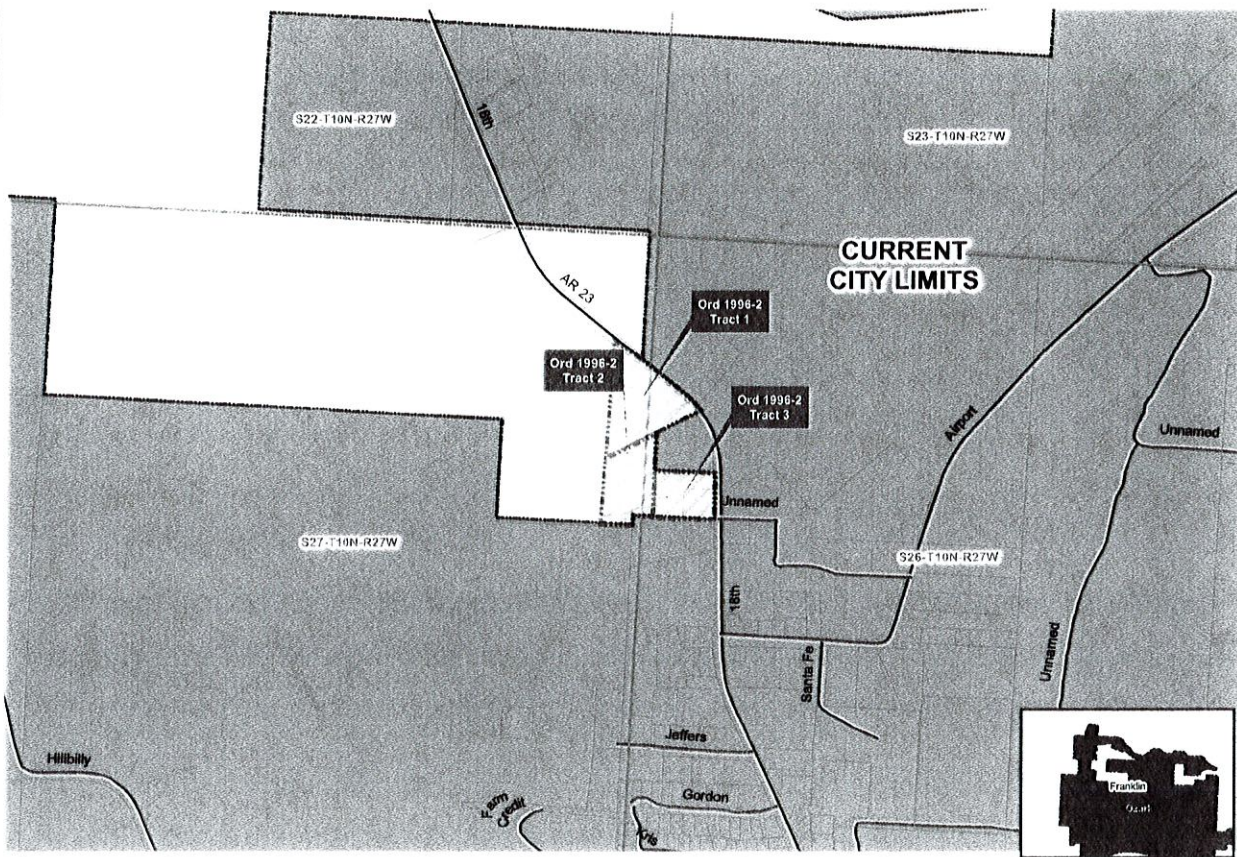 S22-T10N-R27W
18th
S23-T10N-R27W
CURRENT
CITY LIMITS
AR 23
Ord 1996-2
Tract 1
Ord 1996-2
Tract 2
Ord 1996-2
Tract 3
Airport
Unnamed
Unnamed
S27-T10N-R27W
S26-T10N-R27W
18th
Santa Fe
Unnamed
Jeffers
Hillbilly
Gordon
Farm
Credit
Kris
Franklin
Ozark